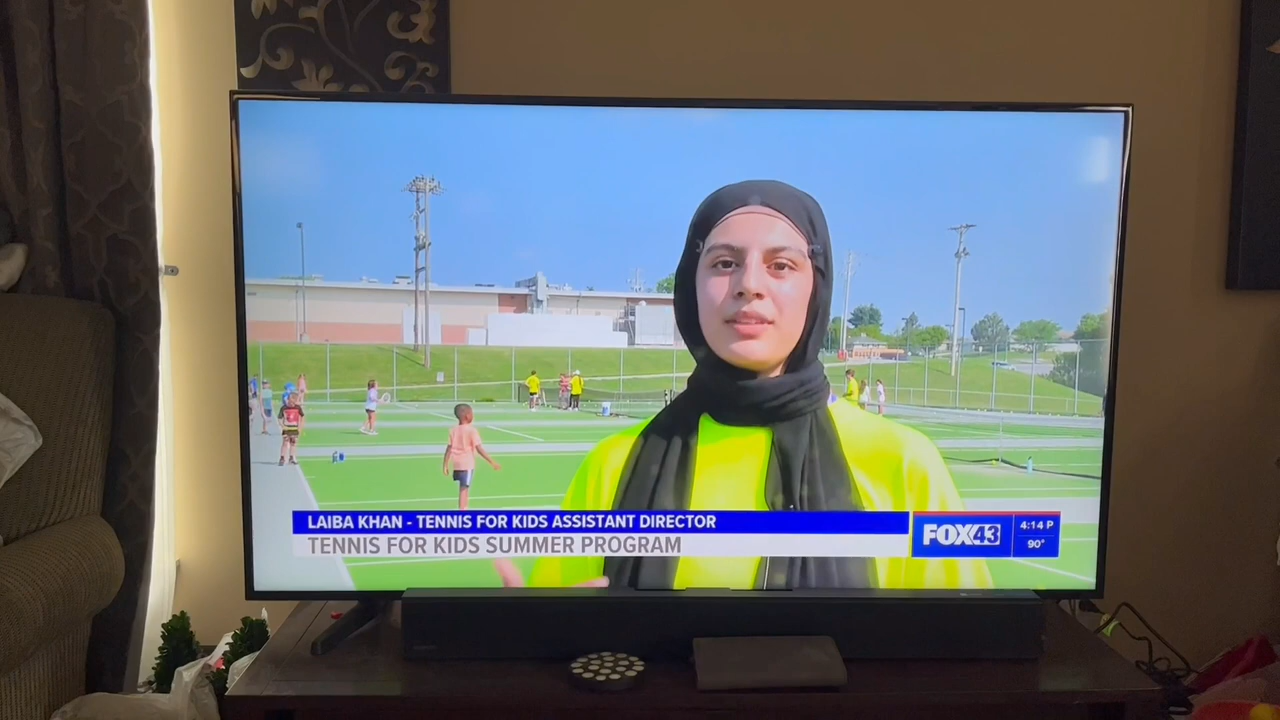 LAIBA KHAN - TENNIS FOR KIDS ASSISTANT DIRECTOR
TENNIS FOR KIDS SUMMER PROGRAM
FOX43
4:14 P
90°